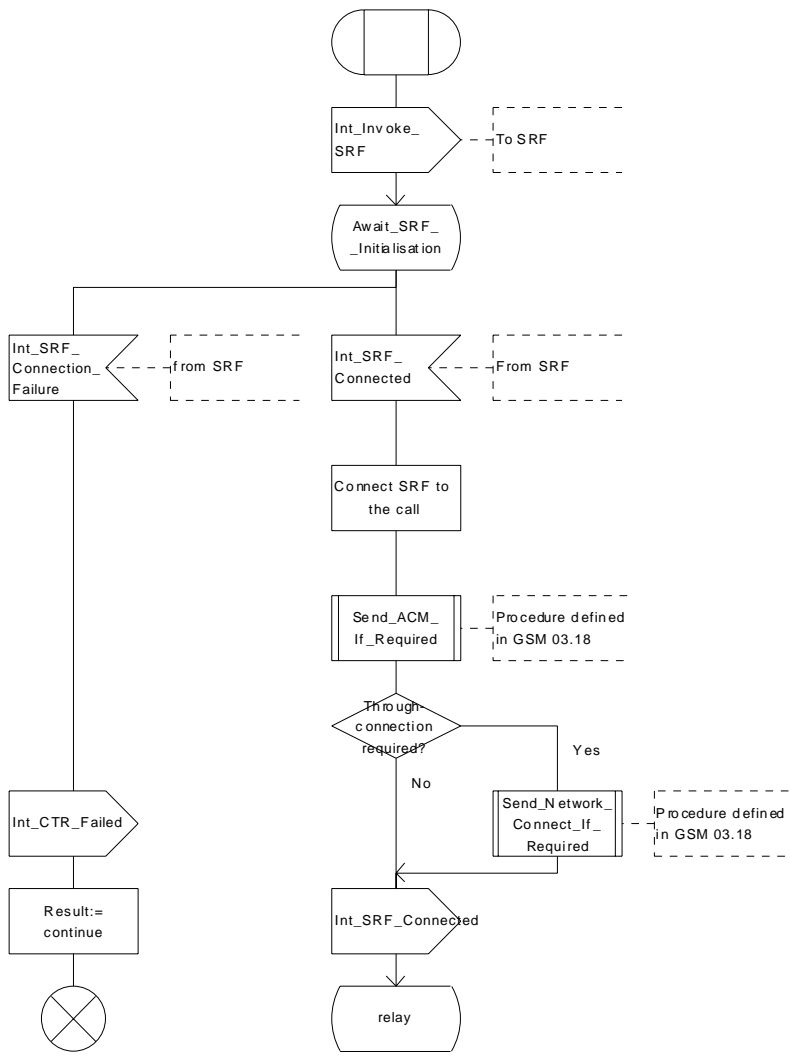 Int_Invoke_
SRF
To SRF
Await_SRF_
_Initialisation
Int_SRF_
Connection_
Failure
from SRF
Int_SRF_
Connected
From SRF
Connect SRF to
the call
Send_ACM_
If_Required
Procedure defined
in GSM 03.18
Through-
connection
required?
Yes
No
Send_Network_
Connect_If_
Required
Procedure defined
in GSM 03.18
Int_CTR_Failed
Result:=
continue
Int_SRF_Connected
relay